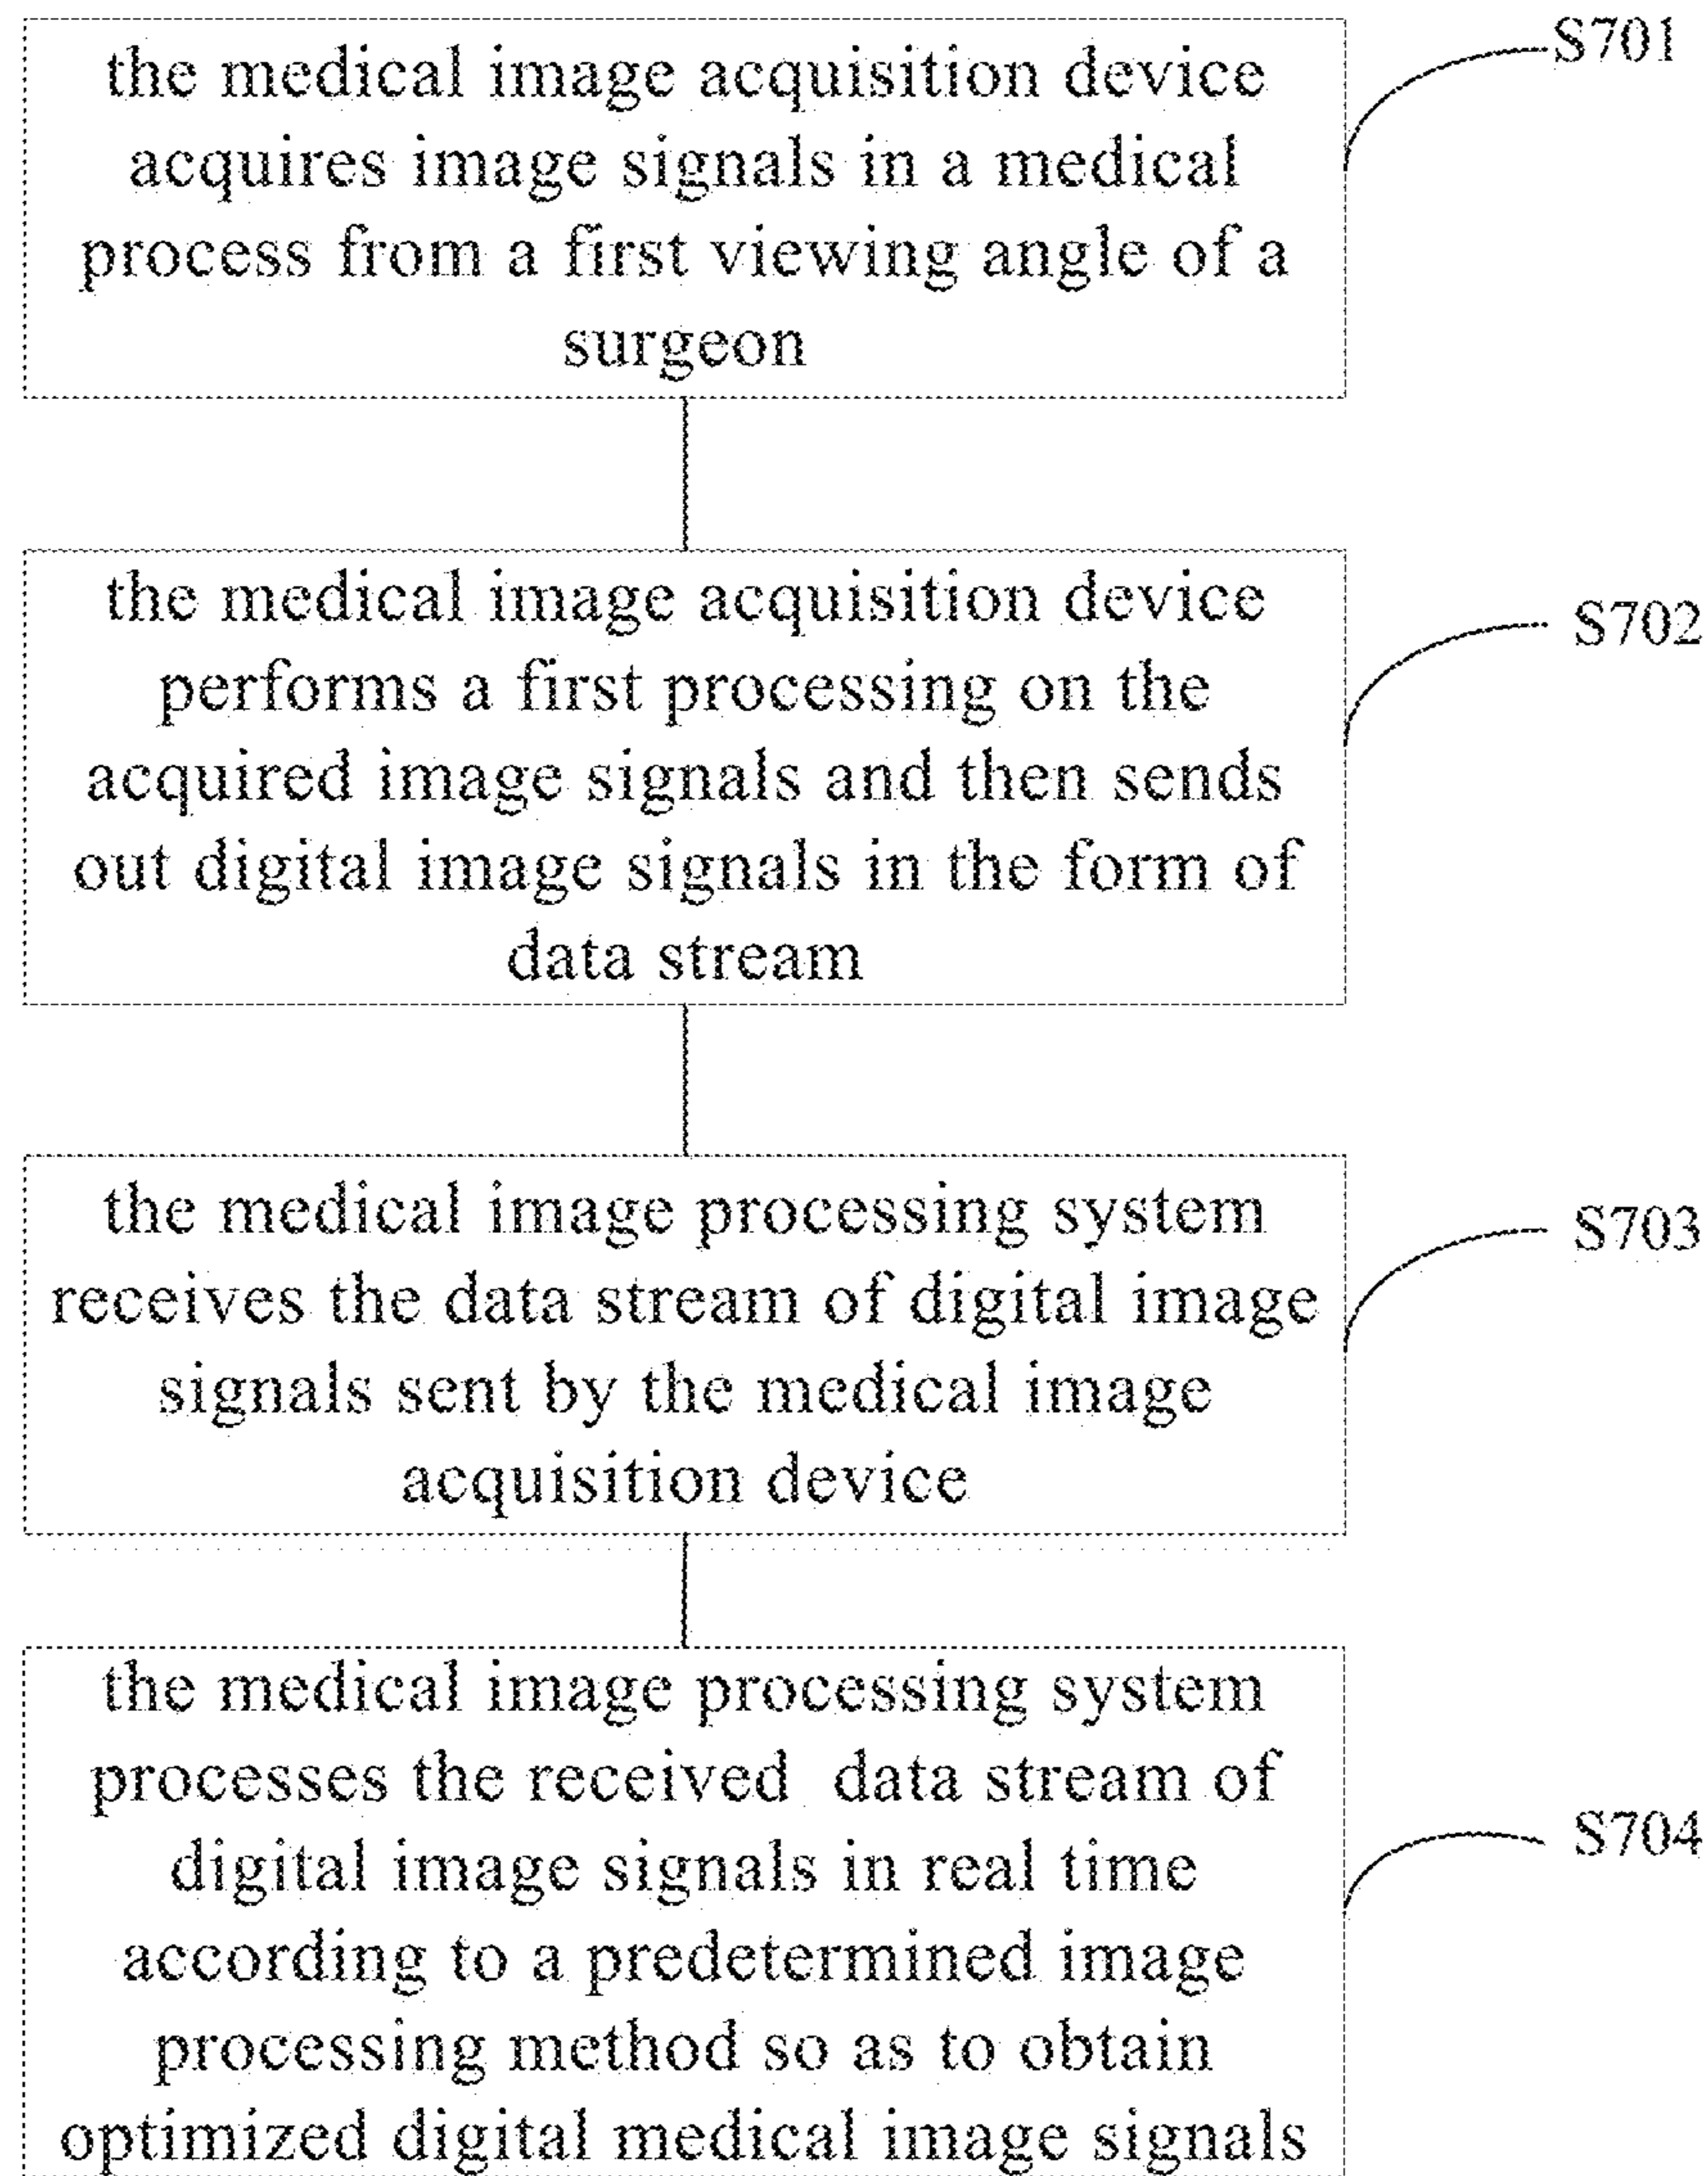 the medical image acquisition device
acquires image signals in a medical
process from a first viewing angle of a
surgeon
S701
the medical image acquisition device
performs a first processing on the
acquired image signals and then sends
out digital image signals in the form of
data stream
S702
the medical image processing system
receives the data stream of digital image
signals sent by the medical image
acquisition device
S703
the medical image processing system
processes the received data stream of
digital image signals in real time
according to a predetermined image
processing method so as to obtain
optimized digital medical image signals
S704